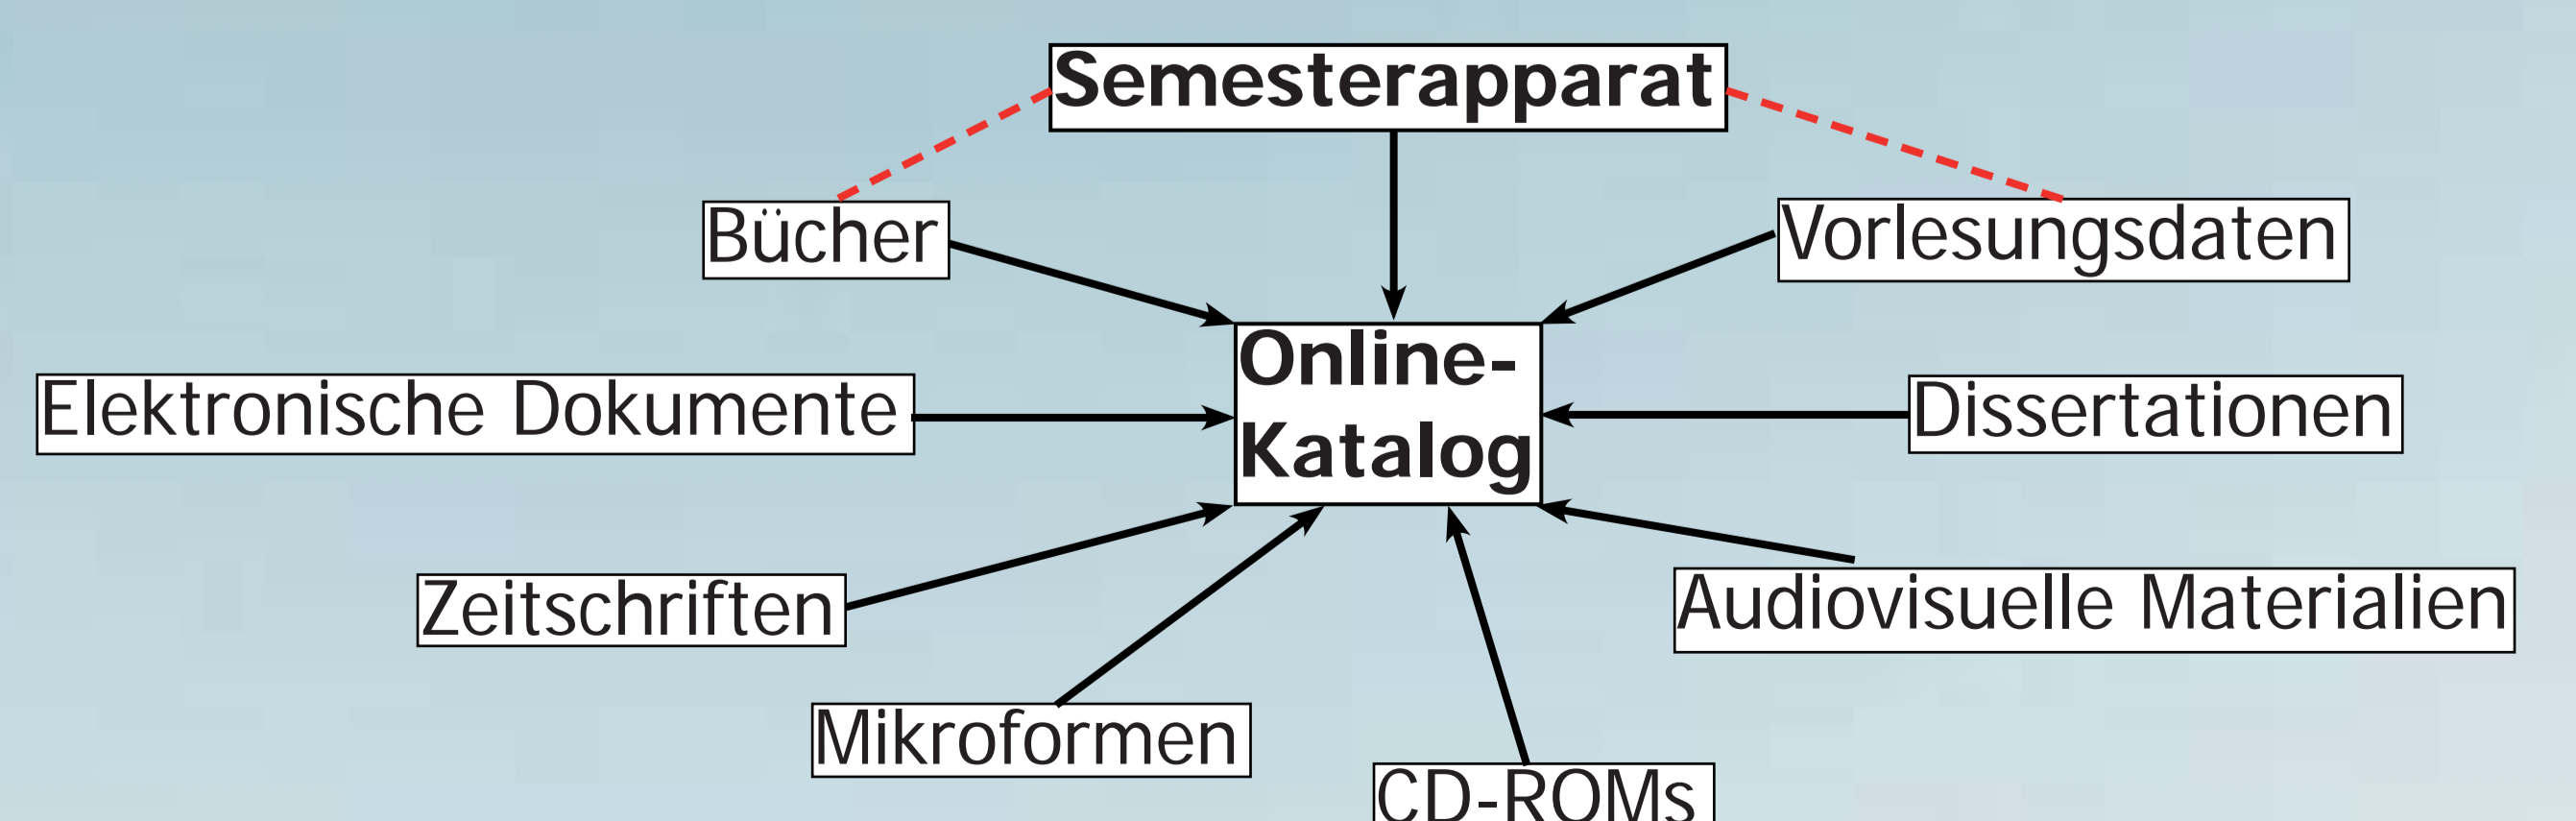 Semesterapparat
Bücher
Vorlesungsdaten
Online-
Katalog
Elektronische Dokumente
Dissertationen
Zeitschriften
Audiovisuelle Materialien
Mikroformen
CD-ROMs